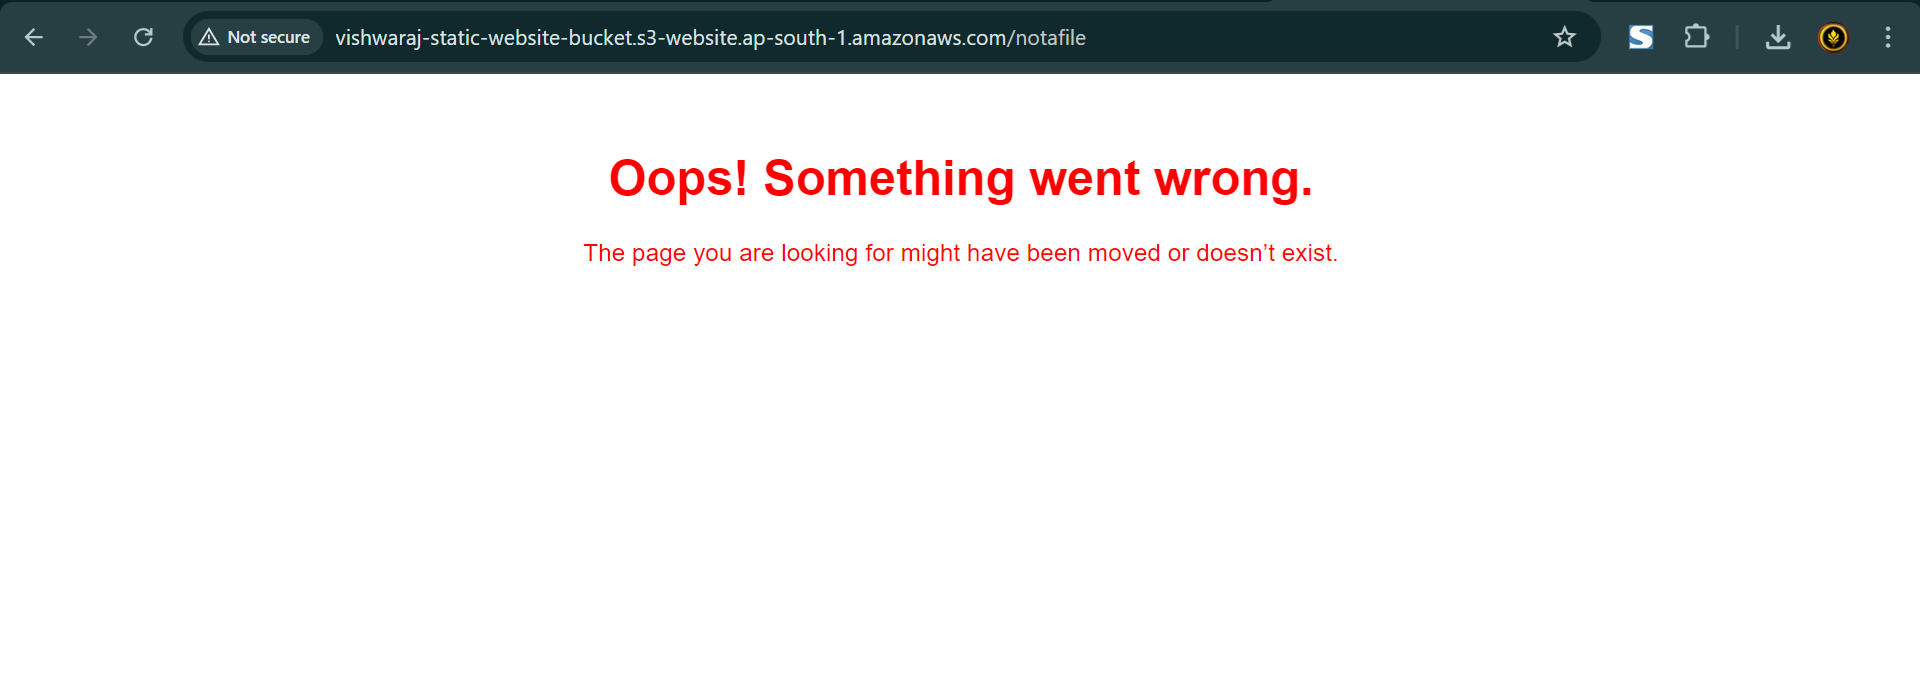 Not secure
vishwaraj-static-website-bucket.s3-website.ap-south-1.amazonaws.com/notafile
Oops! Something went wrong.
The page you are looking for might have been moved or doesn’t exist.